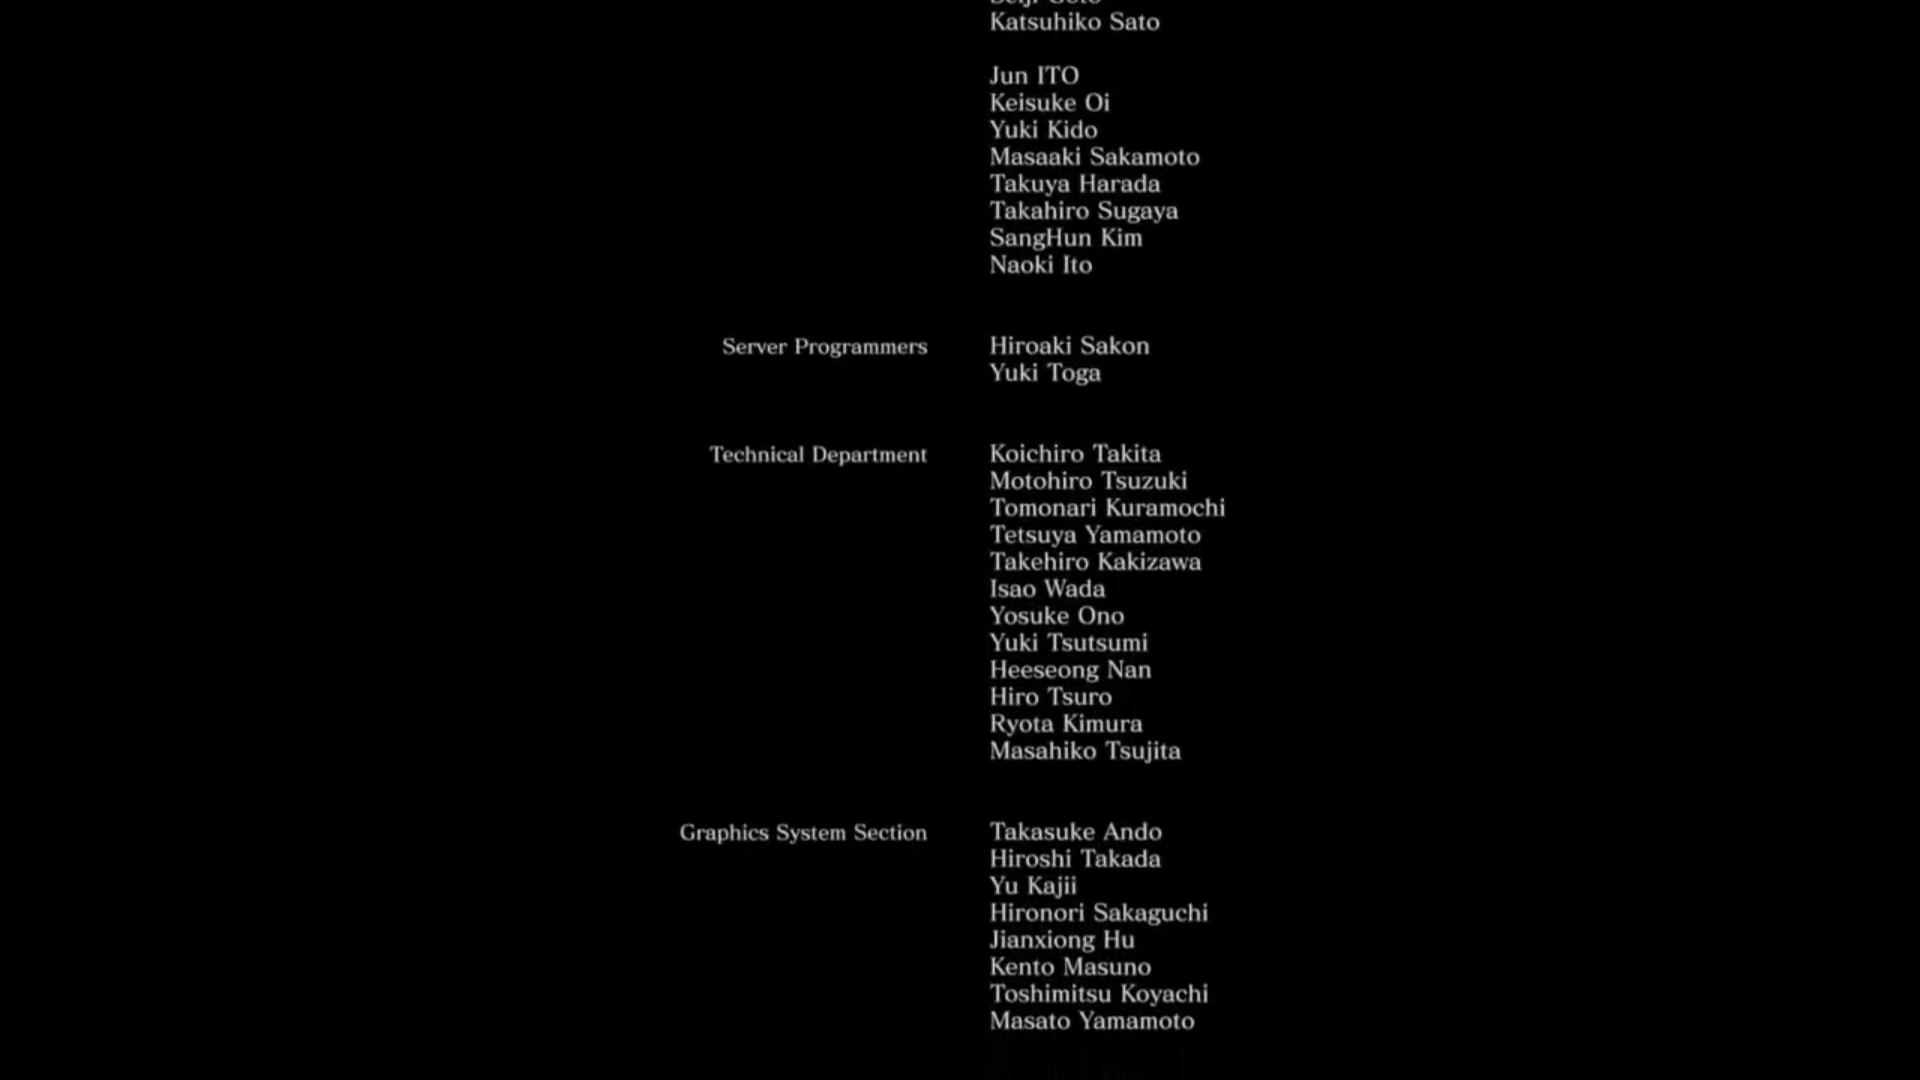 Katsuhiko Sato
Jun ITO
Keisuke Oi
Yuki Kido
Masaaki Sakamoto
Takuya Harada
Takahiro Sugaya
SangHun Kim
Naoki Ito
Server Programmers Hiroaki Sakon
Yuki Toga
Technical Department Koichiro Takita
Motohiro Tsuzuki
Tomonari Kuramochi
Tetsuya Yamamoto
Takehiro Kakizawa
Isao Wada
Yosuke Ono
Yuki Tsutsumi
Heeseong Nan
Hiro Tsuro
Ryota Kimura
Masahiko Tsujita
Graphics System Section Takasuke Ando
Hiroshi Takada
Yu Kajii
Hironori Sakaguchi
Jianxiong Hu
Kento Masuno
Toshimitsu Koyachi
Masato Yamamoto